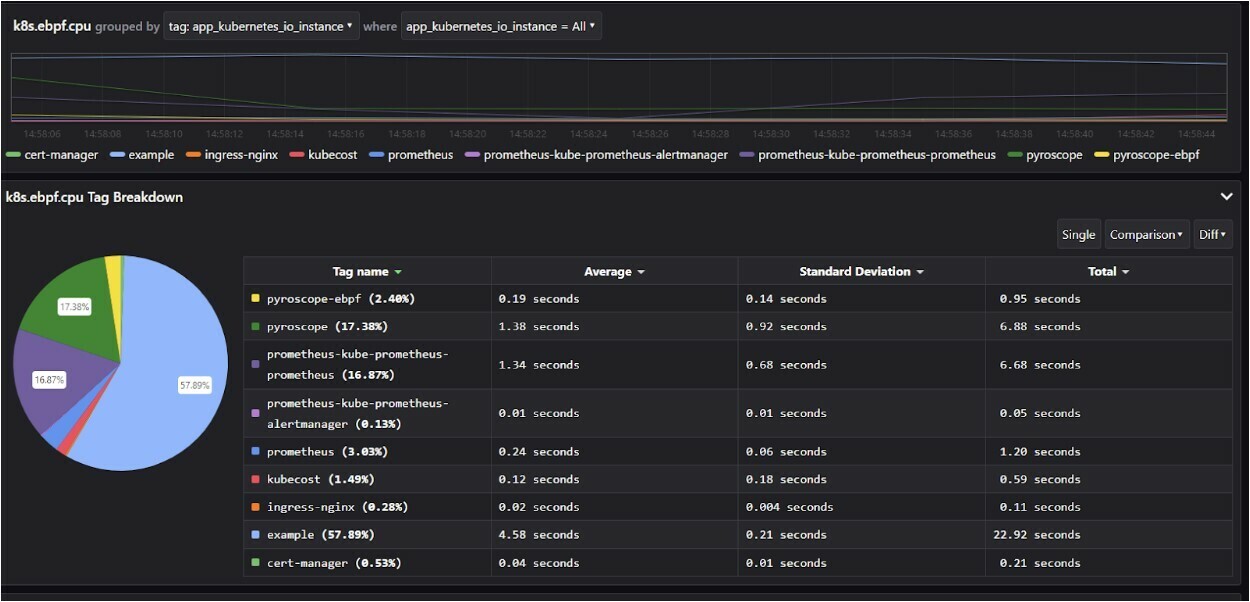 k8s.ebpf.cpu grouped by tag: app_kubernetes_io_instance where app_kubernetes_io_instance = All
14:58:06 14:58:08 14:58:10 14:58:12 14:58:14 14:58:16 14:58:18 14:58:20 14:58:22 14:58:24 14:58:26 14:58:28 14:58:30 14:58:32 14:58:34 14:58:36 14:58:38 14:58:40 14:58:42 14:58:44
cert-manager example ingress-nginx kubecost prometheus prometheus-kube-prometheus-alertmanager prometheus-kube-prometheus-prometheus pyroscope pyroscope-ebpf
k8s.ebpf.cpu Tag Breakdown
Single Comparison Diff
17.38%
16.87%
57.89%
Tag name Average Standard Deviation Total
pyroscope-ebpf (2.40%) 0.19 seconds 0.14 seconds 0.95 seconds
pyroscope (17.38%) 1.38 seconds 0.92 seconds 6.88 seconds
prometheus-kube-prometheus-
prometheus (16.87%) 1.34 seconds 0.68 seconds 6.68 seconds
prometheus-kube-prometheus-
alertmanager (0.13%) 0.01 seconds 0.01 seconds 0.05 seconds
prometheus (3.03%) 0.24 seconds 0.06 seconds 1.20 seconds
kubecost (1.49%) 0.12 seconds 0.18 seconds 0.59 seconds
ingress-nginx (0.28%) 0.02 seconds 0.004 seconds 0.11 seconds
example (57.89%) 4.58 seconds 0.21 seconds 22.92 seconds
cert-manager (0.53%) 0.04 seconds 0.01 seconds 0.21 seconds